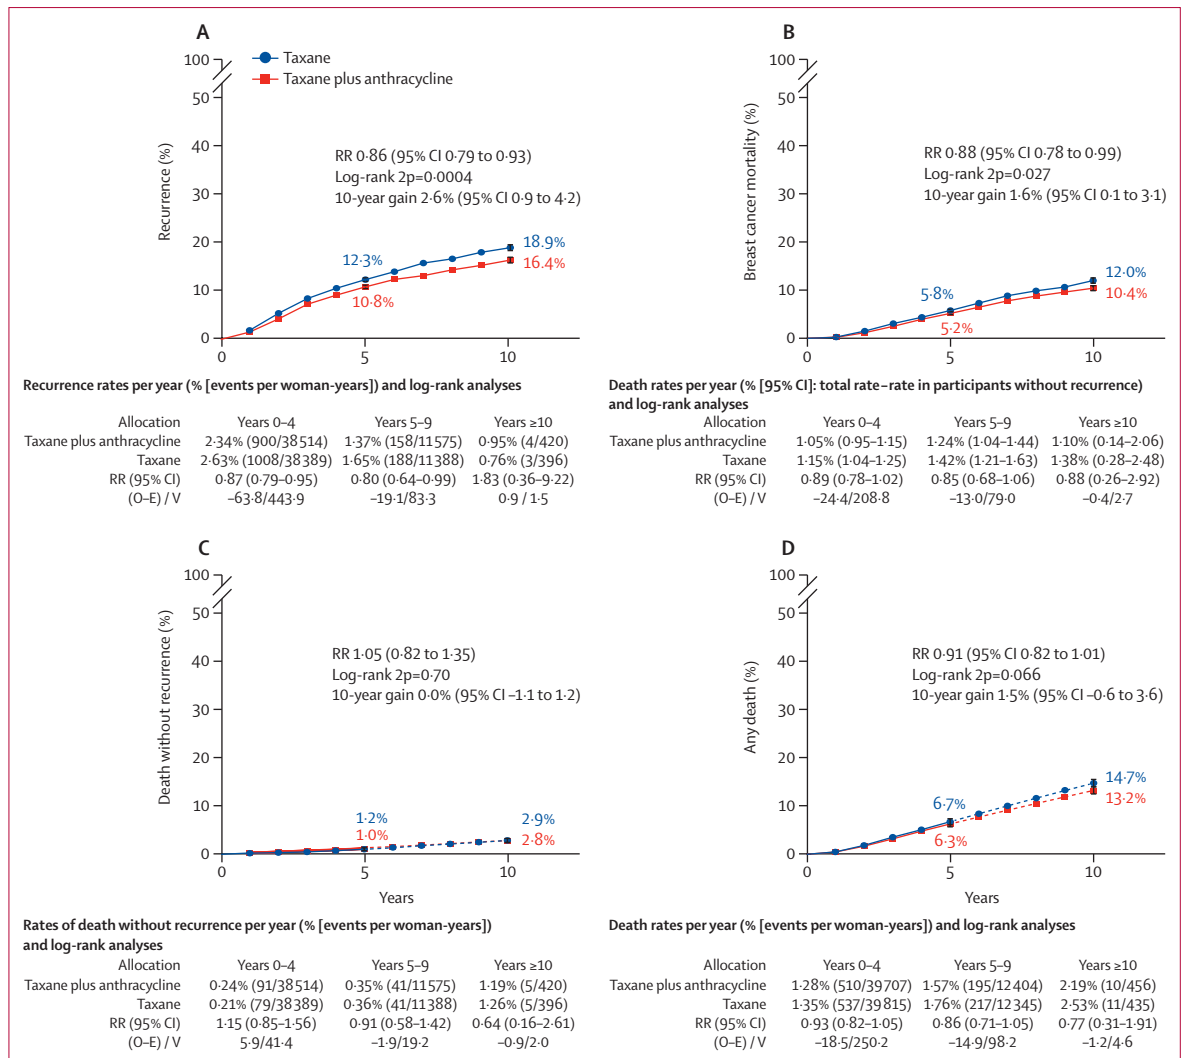 A
100
Taxane
Taxane plus anthracycline
50
40
30
20
10
0
Recurrence (%)
RR 0·86 (95% CI 0·79 to 0·93)
Log-rank 2p=0·0004
10-year gain 2·6% (95% CI 0·9 to 4·2)
12·3%
18·9%
16·4%
10·8%
0
5
10
Recurrence rates per year (% [events per woman-years]) and log-rank analyses
Allocation Years 0–4 Years 5–9 Years ≥10
Taxane plus anthracycline 2·34% (900/38514) 1·37% (158/11575) 0·95% (4/420)
Taxane 2·63% (1008/38389) 1·65% (188/11388) 0·76% (3/396)
RR (95% CI) 0·87 (0·79–0·95) 0·80 (0·64–0·99) 1·83 (0·36–9·22)
(O–E) / V –63·8/443·9 –19·1/83·3 0·9 / 1·5
B
100
50
40
30
20
10
0
Breast cancer mortality (%)
RR 0·88 (95% CI 0·78 to 0·99)
Log-rank 2p=0·027
10-year gain 1·6% (95% CI 0·1 to 3·1)
5·8%
12·0%
10·4%
5·2%
0
5
10
Death rates per year (% [95% CI]: total rate–rate in participants without recurrence)
and log-rank analyses
Allocation Years 0–4 Years 5–9 Years ≥10
Taxane plus anthracycline 1·05% (0·95–1·15) 1·24% (1·04–1·44) 1·10% (0·14–2·06)
Taxane 1·15% (1·04–1·25) 1·42% (1·21–1·63) 1·38% (0·28–2·48)
RR (95% CI) 0·89 (0·78–1·02) 0·85 (0·68–1·06) 0·88 (0·26–2·92)
(O–E) / V –24·4/208·8 –13·0/79·0 –0·4/2·7
C
100
50
40
30
20
10
0
Death without recurrence (%)
RR 1·05 (0·82 to 1·35)
Log-rank 2p=0·70
10-year gain 0·0% (95% CI –1·1 to 1·2)
1·2%
1·0%
2·9%
2·8%
0
5
10
Years
Rates of death without recurrence per year (% [events per woman-years])
and log-rank analyses
Allocation Years 0–4 Years 5–9 Years ≥10
Taxane plus anthracycline 0·24% (91/38514) 0·35% (41/11575) 1·19% (5/420)
Taxane 0·21% (79/38389) 0·36% (41/11388) 1·26% (5/396)
RR (95% CI) 1·15 (0·85–1·56) 0·91 (0·58–1·42) 0·64 (0·16–2·61)
(O–E) / V 5·9/41·4 –1·9/19·2 –0·9/2·0
D
100
50
40
30
20
10
0
Any death (%)
RR 0·91 (95% CI 0·82 to 1·01)
Log-rank 2p=0·066
10-year gain 1·5% (95% CI –0·6 to 3·6)
6·7%
14·7%
13·2%
6·3%
0
5
10
Years
Death rates per year (% [events per woman-years]) and log-rank analyses
Allocation Years 0–4 Years 5–9 Years ≥10
Taxane plus anthracycline 1·28% (510/39707) 1·57% (195/12404) 2·19% (10/456)
Taxane 1·35% (537/39815) 1·76% (217/12345) 2·53% (11/435)
RR (95% CI) 0·93 (0·82–1·05) 0·86 (0·71–1·05) 0·77 (0·31–1·91)
(O–E) / V –18·5/250·2 –14·9/98·2 –1·2/4·6